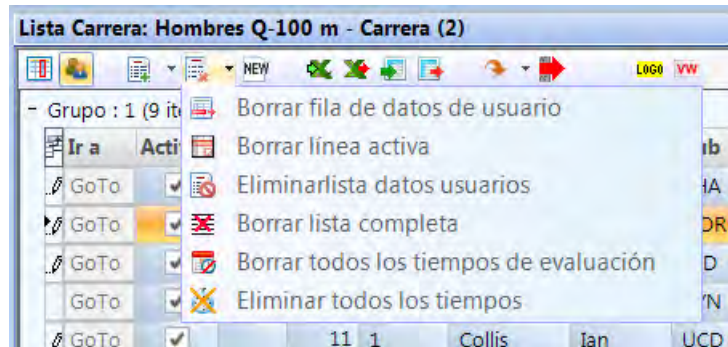 Lista Carrera: Hombres Q-100 m - Carrera (2)
NEW LOGO VW
Grupo : 1 (9 it
Borrar fila de datos de usuario
Ir a Acti Borrar línea activa ub
GoTo Eliminarlista datos usuarios HA
GoTo Borrar lista completa DR
GoTo Borrar todos los tiempos de evaluación D
GoTo Eliminar todos los tiempos YN
GoTo 11 1 Collis Ian UCD